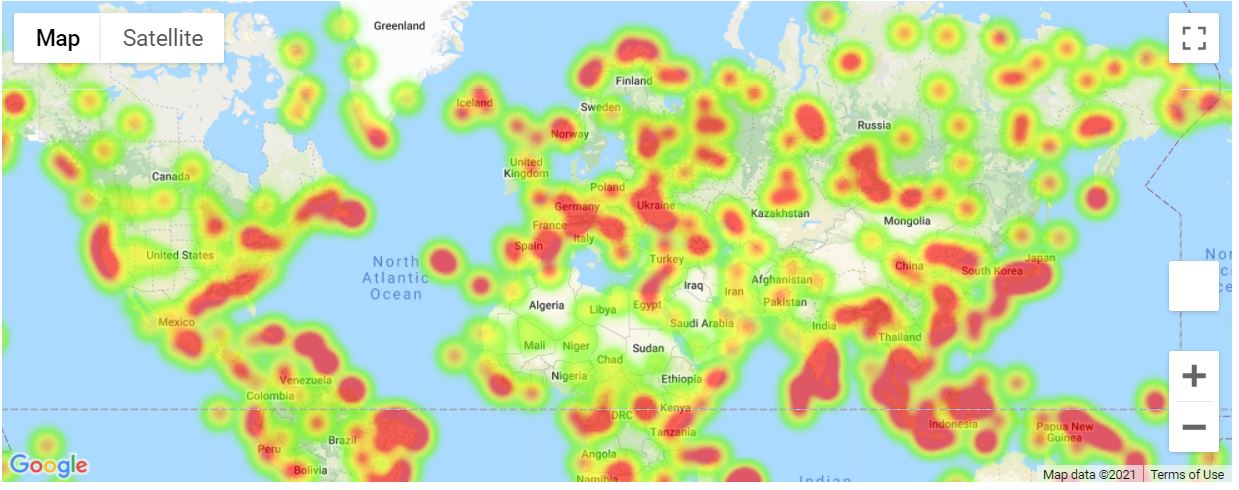 Map
Satellite
Greenland
Iceland
Finland
Sweden
Norway
Russia
Canada
United
Kingdom
Poland
Germany
Ukraine
Kazakhstan
Mongolia
France
Italy
Spain
Turkey
United States
North
Atlantic
Ocean
China
South Korea
Japan
Afghanistan
Iraq
Iran
Pakistan
Algeria
Libya
Egypt
Saudi Arabia
Mexico
India
Thailand
Mali
Niger
Sudan
Chad
Nigeria
Ethiopia
Venezuela
Colombia
DRC
Kenya
Tanzania
Indonesia
Papua New
Guinea
Peru
Brazil
Bolivia
Angola
Namibia
Indian
Google
Map data ©2021
Terms of Use